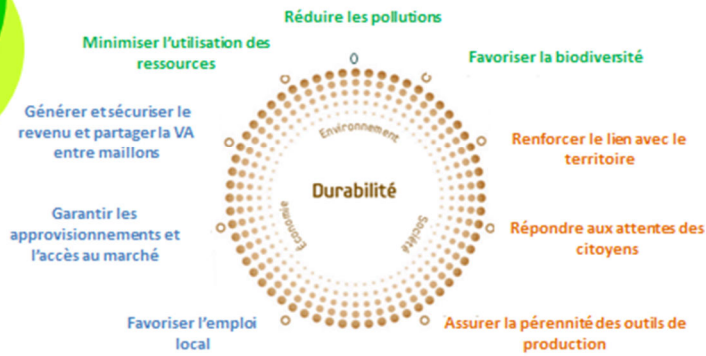 Réduire les pollutions
Minimiser l'utilisation des
ressources
Favoriser la biodiversité
Générer et sécuriser le
revenu et partager la VA
entre maillons
Renforcer le lien avec le
territoire
Environnement
Durabilité
Economie
Société
Garantir les
approvisionnements et
l'accès au marché
Répondre aux attentes des
citoyens
Favoriser l'emploi
local
Assurer la pérennité des outils de
production